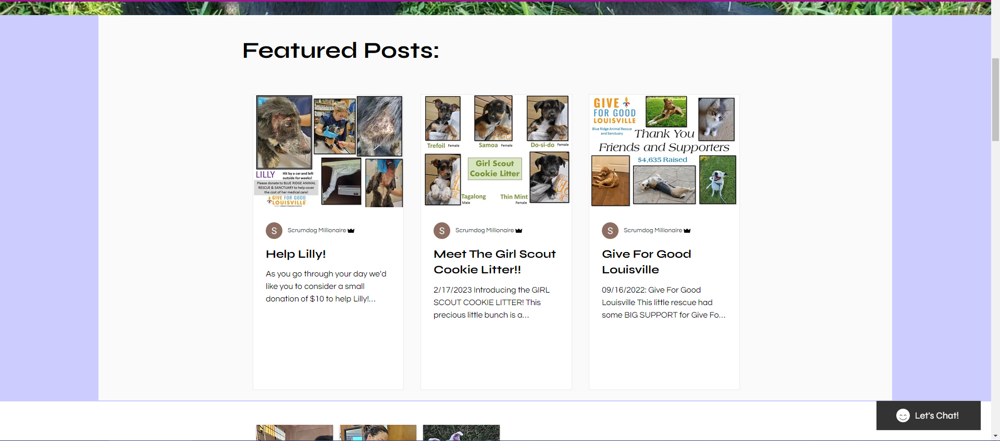 Featured Posts:
LILLY
Hit by a car and left
outside for weeks!
Please donate to BLUE RIDGE ANIMAL
RESCUE & SANCTUARY to help cover
the cost of her medical care!
GIVE FOR GOOD
LOUISVILLE
S
Scrumdog Millionaire
Help Lilly!
As you go through your day we'd
like you to consider a small
donation of $10 to help Lilly!...
Trefoil Female
Samoa Female
Do-si-do Female
Girl Scout
Cookie Litter
Tagalong
Male
Thin Mint
Female
S
Scrumdog Millionaire
Meet The Girl Scout
Cookie Litter!!
2/17/2023 Introducing the GIRL
SCOUT COOKIE LITTER! This
precious little bunch is a...
GIVE
FOR GOOD
LOUISVILLE
Blue Ridge Animal Rescue
and Sanctuary
Thank You
Friends and Supporters
$4,635 Raised
S
Scrumdog Millionaire
Give For Good
Louisville
09/16/2022: Give For Good
Louisville This little rescue had
some BIG SUPPORT for Give Fo...
Let's Chat!